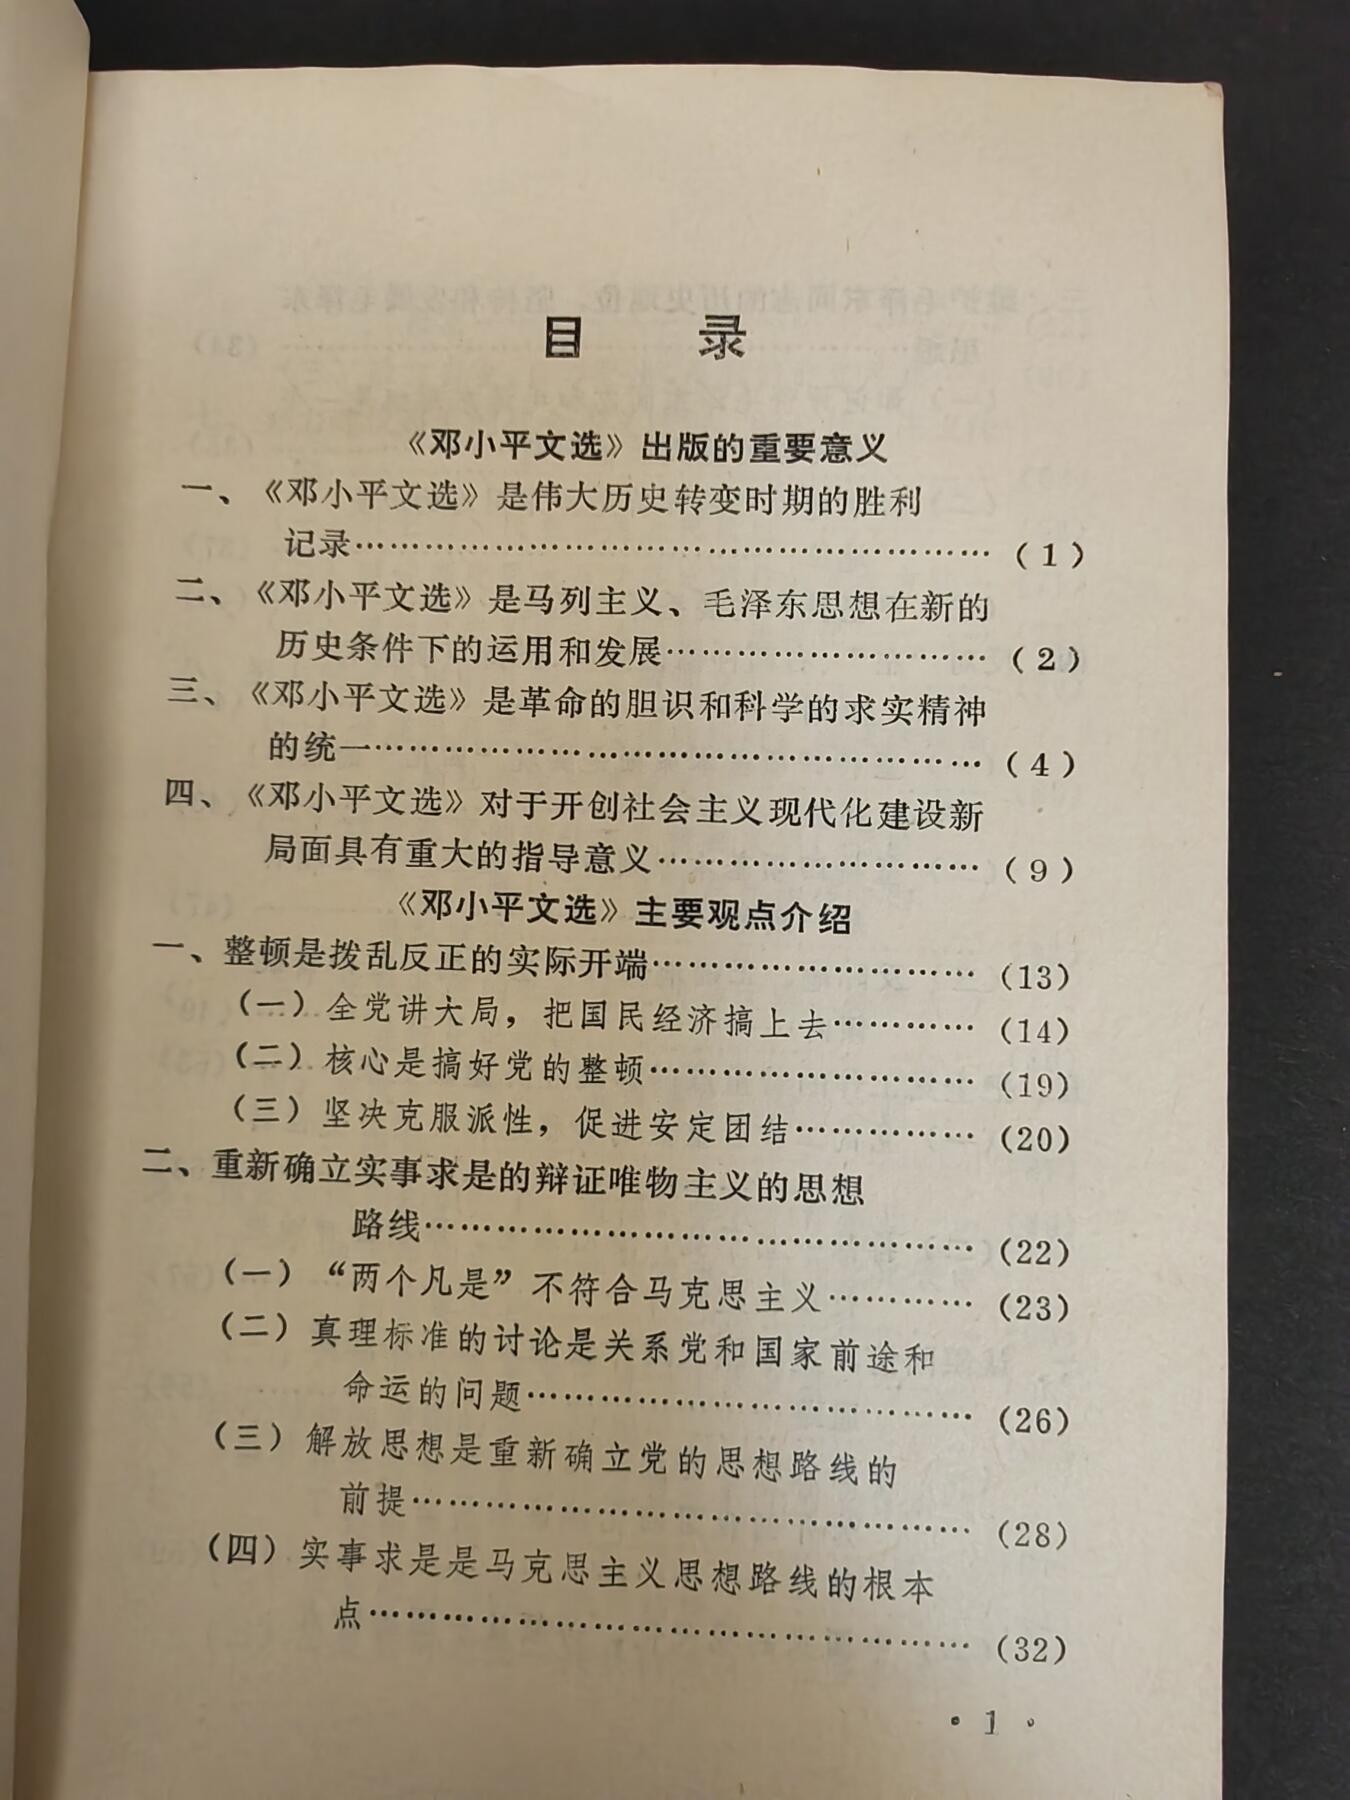 目 录
《邓小平文选》出版的重要意义
一、《邓小平文选》是伟大历史转变时期的胜利
记录……………………………………………………（1）
二、《邓小平文选》是马列主义、毛泽东思想在新的
历史条件下的运用和发展…………………………（2）
三、《邓小平文选》是革命的胆识和科学的求实精神
的统一…………………………………………………（4）
四、《邓小平文选》对于开创社会主义现代化建设新
局面具有重大的指导意义…………………………（9）
《邓小平文选》主要观点介绍
一、整顿是拨乱反正的实际开端…………………………（13）
（一）全党讲大局，把国民经济搞上去…………（14）
（二）核心是搞好党的整顿…………………………（19）
（三）坚决克服派性，促进安定团结……………（20）
二、重新确立实事求是的辩证唯物主义的思想
路线……………………………………………（22）
（一）“两个凡是”不符合马克思主义…………（23）
（二）真理标准的讨论是关系党和国家前途和
命运的问题……………………………………（26）
（三）解放思想是重新确立党的思想路线的
前提……………………………………………（28）
（四）实事求是是马克思主义思想路线的根本
点………………………………………………（32）
·1·